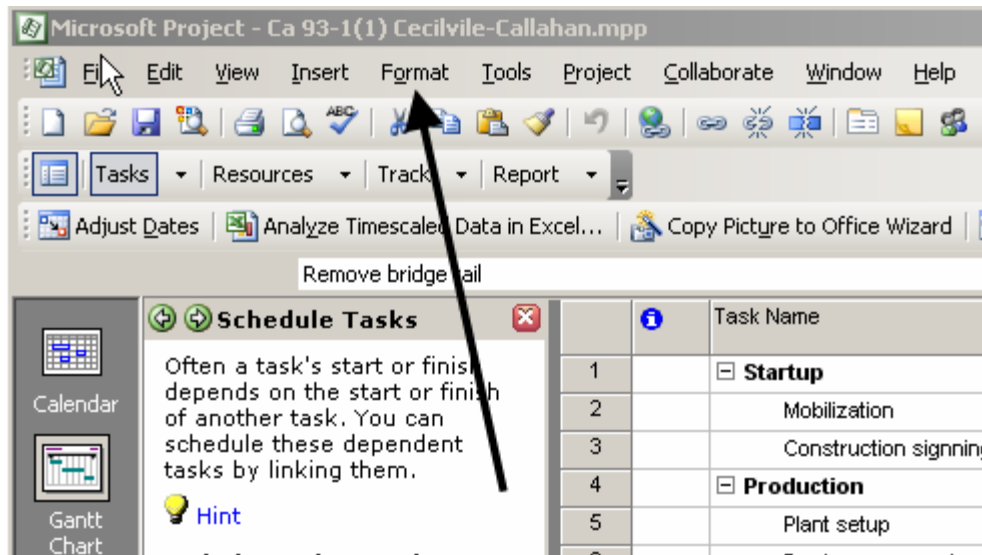 Microsoft Project - Ca 93-1(1) Cecilvile-Callahan.mpp
Edit View Insert Format Tools Project Collaborate Window Help
ABC
Tasks Resources Track Report
Adjust Dates Analyze Timescaled Data in Excel... Copy Picture to Office Wizard
Remove bridge rail
Schedule Tasks
Task Name
Often a task's start or finish
depends on the start or finish
of another task. You can
schedule these dependent
tasks by linking them.
Hint
Calendar
Gantt
Chart
1 Startup
2 Mobilization
3 Construction signning
4 Production
5 Plant setup